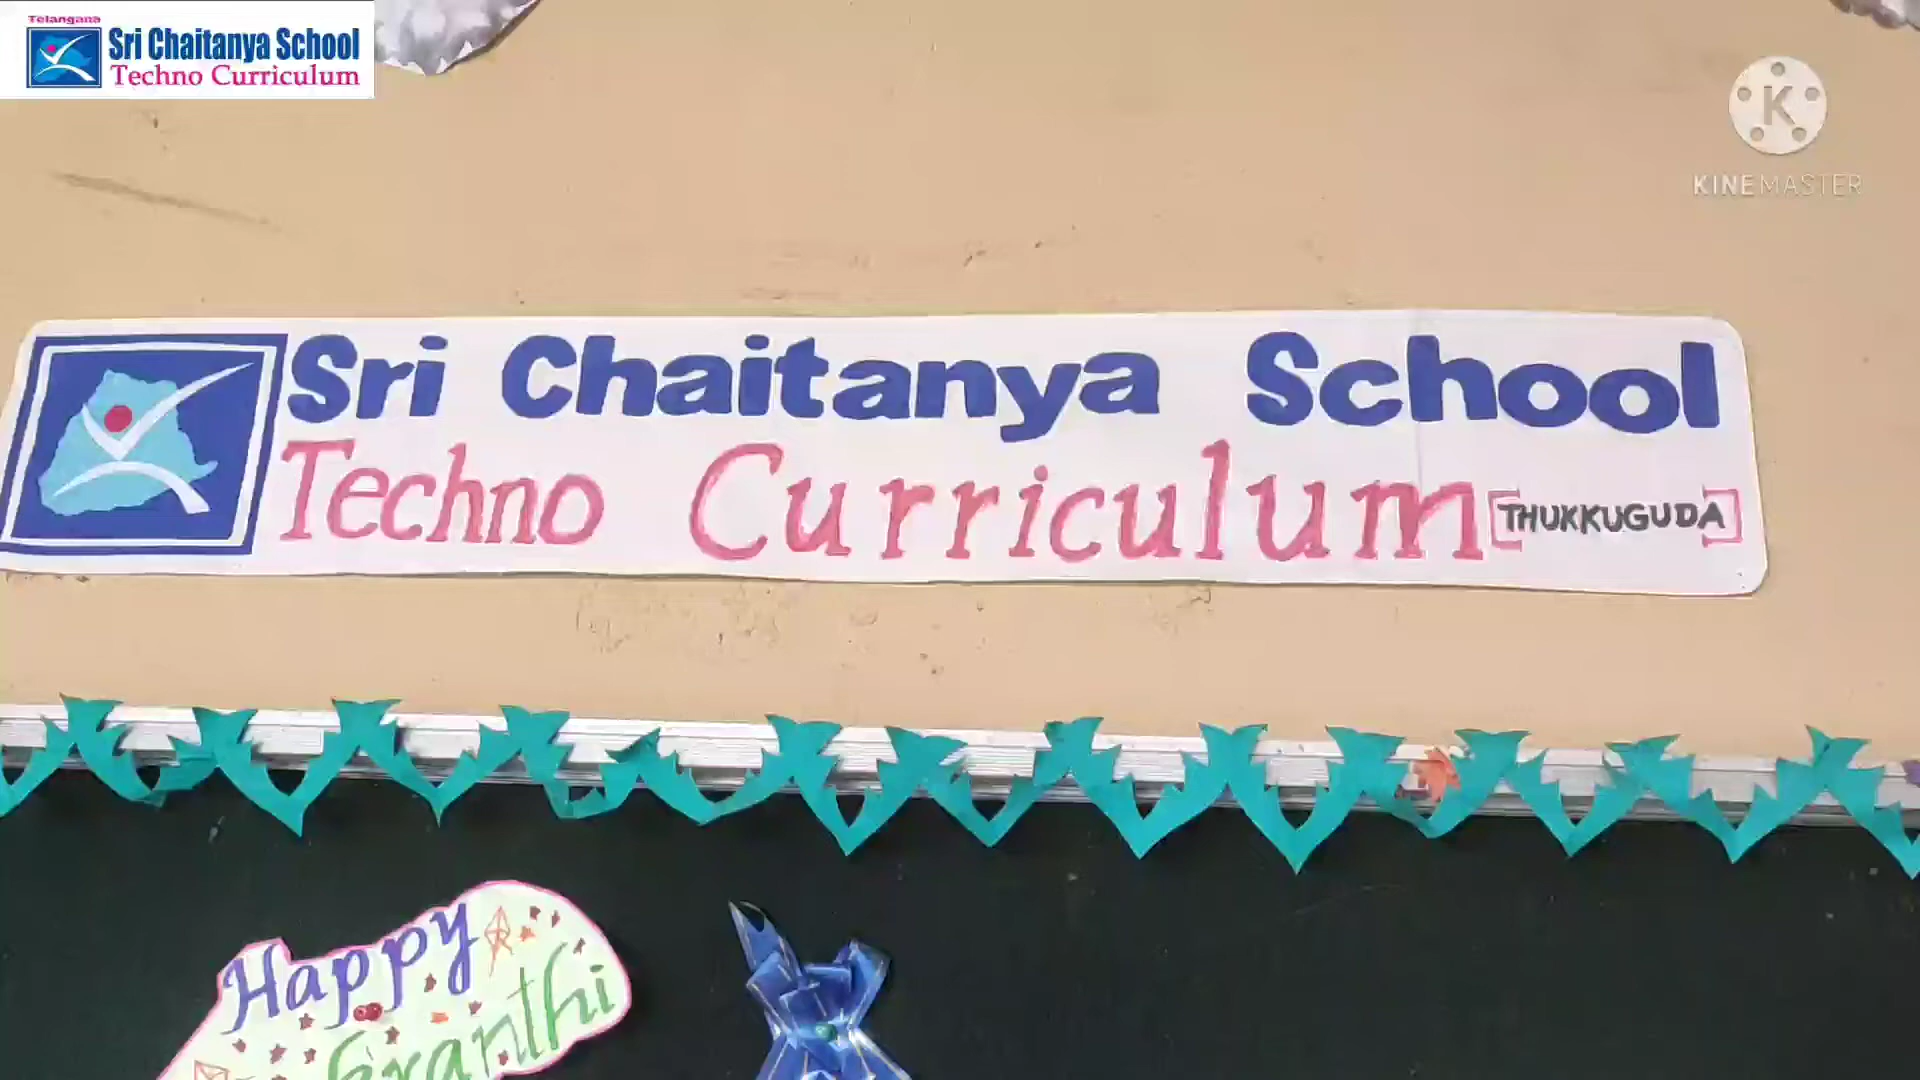 Telangana
Sri Chaitanya School
Techno Curriculum
K
KINEMASTER
Sri Chaitanya School
Techno Curriculum [THUKKUGUDA]
Happy